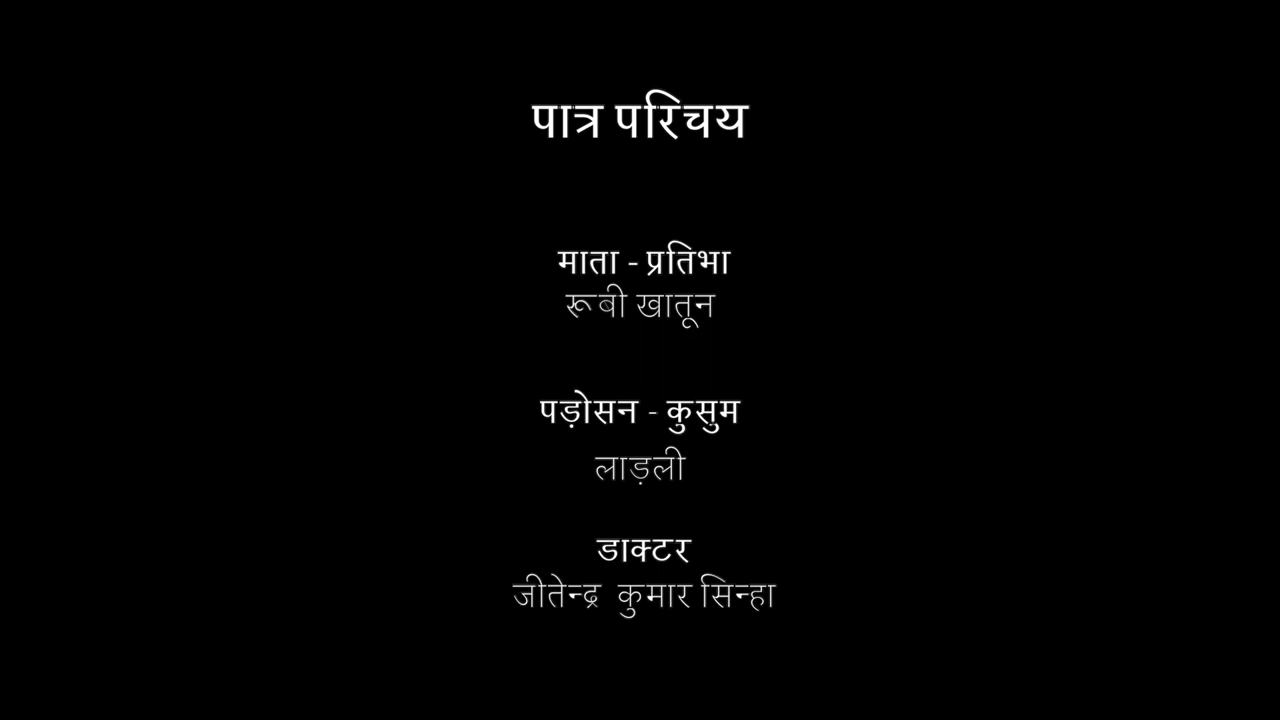 पात्र परिचय
माता - प्रतिभा
रूबी खातून
पड़ोसन - कुसुम
लाड़ली
डाक्टर
जीतेन्द्र कुमार सिन्हा